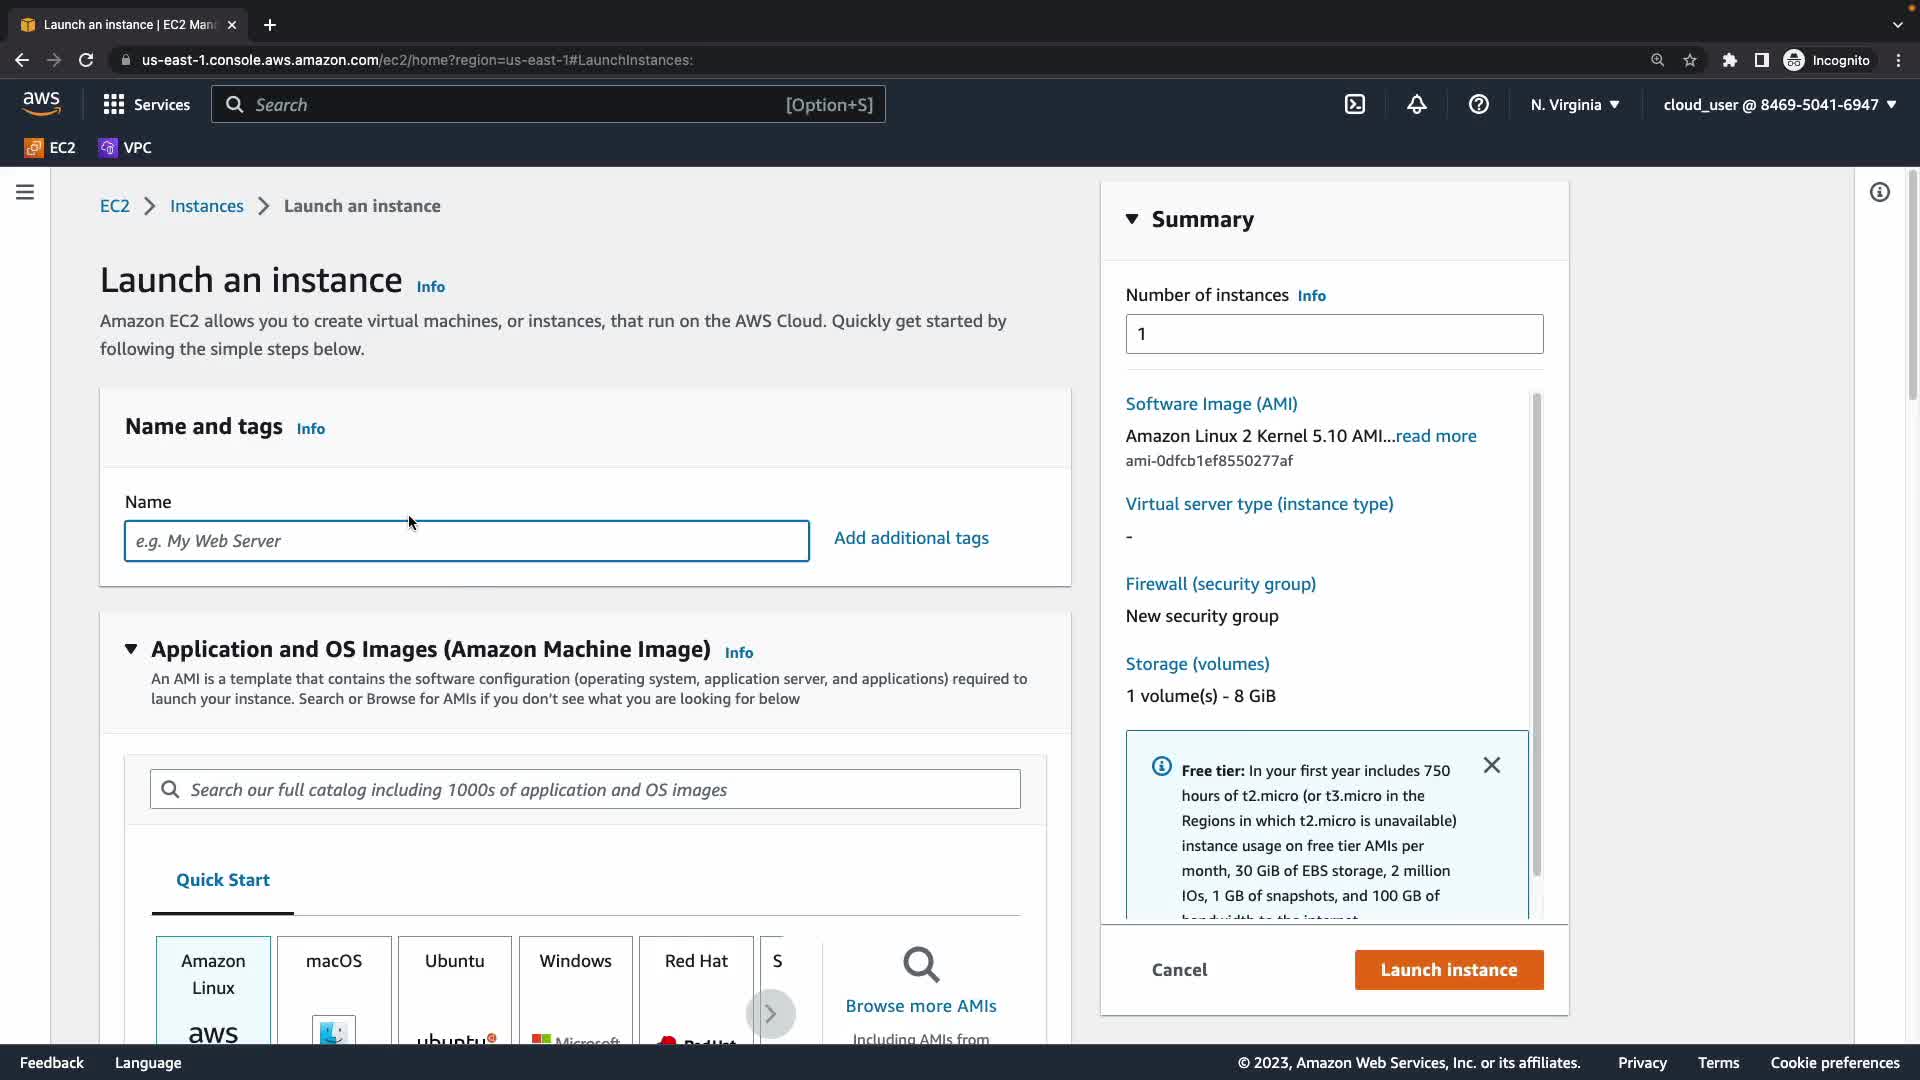 Launch an instance | EC2 Man
us-east-1.console.aws.amazon.com/ec2/home?region=us-east-1#LaunchInstances:
Incognito
aws
Services
Search
[Option+S]
N. Virginia
cloud_user @ 8469-5041-6947
EC2
VPC
EC2
Instances
Launch an instance
Launch an instance Info
Amazon EC2 allows you to create virtual machines, or instances, that run on the AWS Cloud. Quickly get started by
following the simple steps below.
Name and tags Info
Name
e.g. My Web Server
Add additional tags
Application and OS Images (Amazon Machine Image) Info
An AMI is a template that contains the software configuration (operating system, application server, and applications) required to
launch your instance. Search or Browse for AMIs if you don't see what you are looking for below
Search our full catalog including 1000s of application and OS images
Quick Start
Amazon
Linux
aws
macOS
Ubuntu
ubuntu
Windows
Microsoft
Red Hat
Red Hat
S
Browse more AMIs
Including AMIs from
Summary
Number of instances Info
1
Software Image (AMI)
Amazon Linux 2 Kernel 5.10 AMI...read more
ami-0dfcb1ef8550277af
Virtual server type (instance type)
-
Firewall (security group)
New security group
Storage (volumes)
1 volume(s) - 8 GiB
Free tier: In your first year includes 750
hours of t2.micro (or t3.micro in the
Regions in which t2.micro is unavailable)
instance usage on free tier AMIs per
month, 30 GiB of EBS storage, 2 million
IOs, 1 GB of snapshots, and 100 GB of
bandwidth to the internet.
Cancel
Launch instance
Feedback
Language
© 2023, Amazon Web Services, Inc. or its affiliates.
Privacy
Terms
Cookie preferences